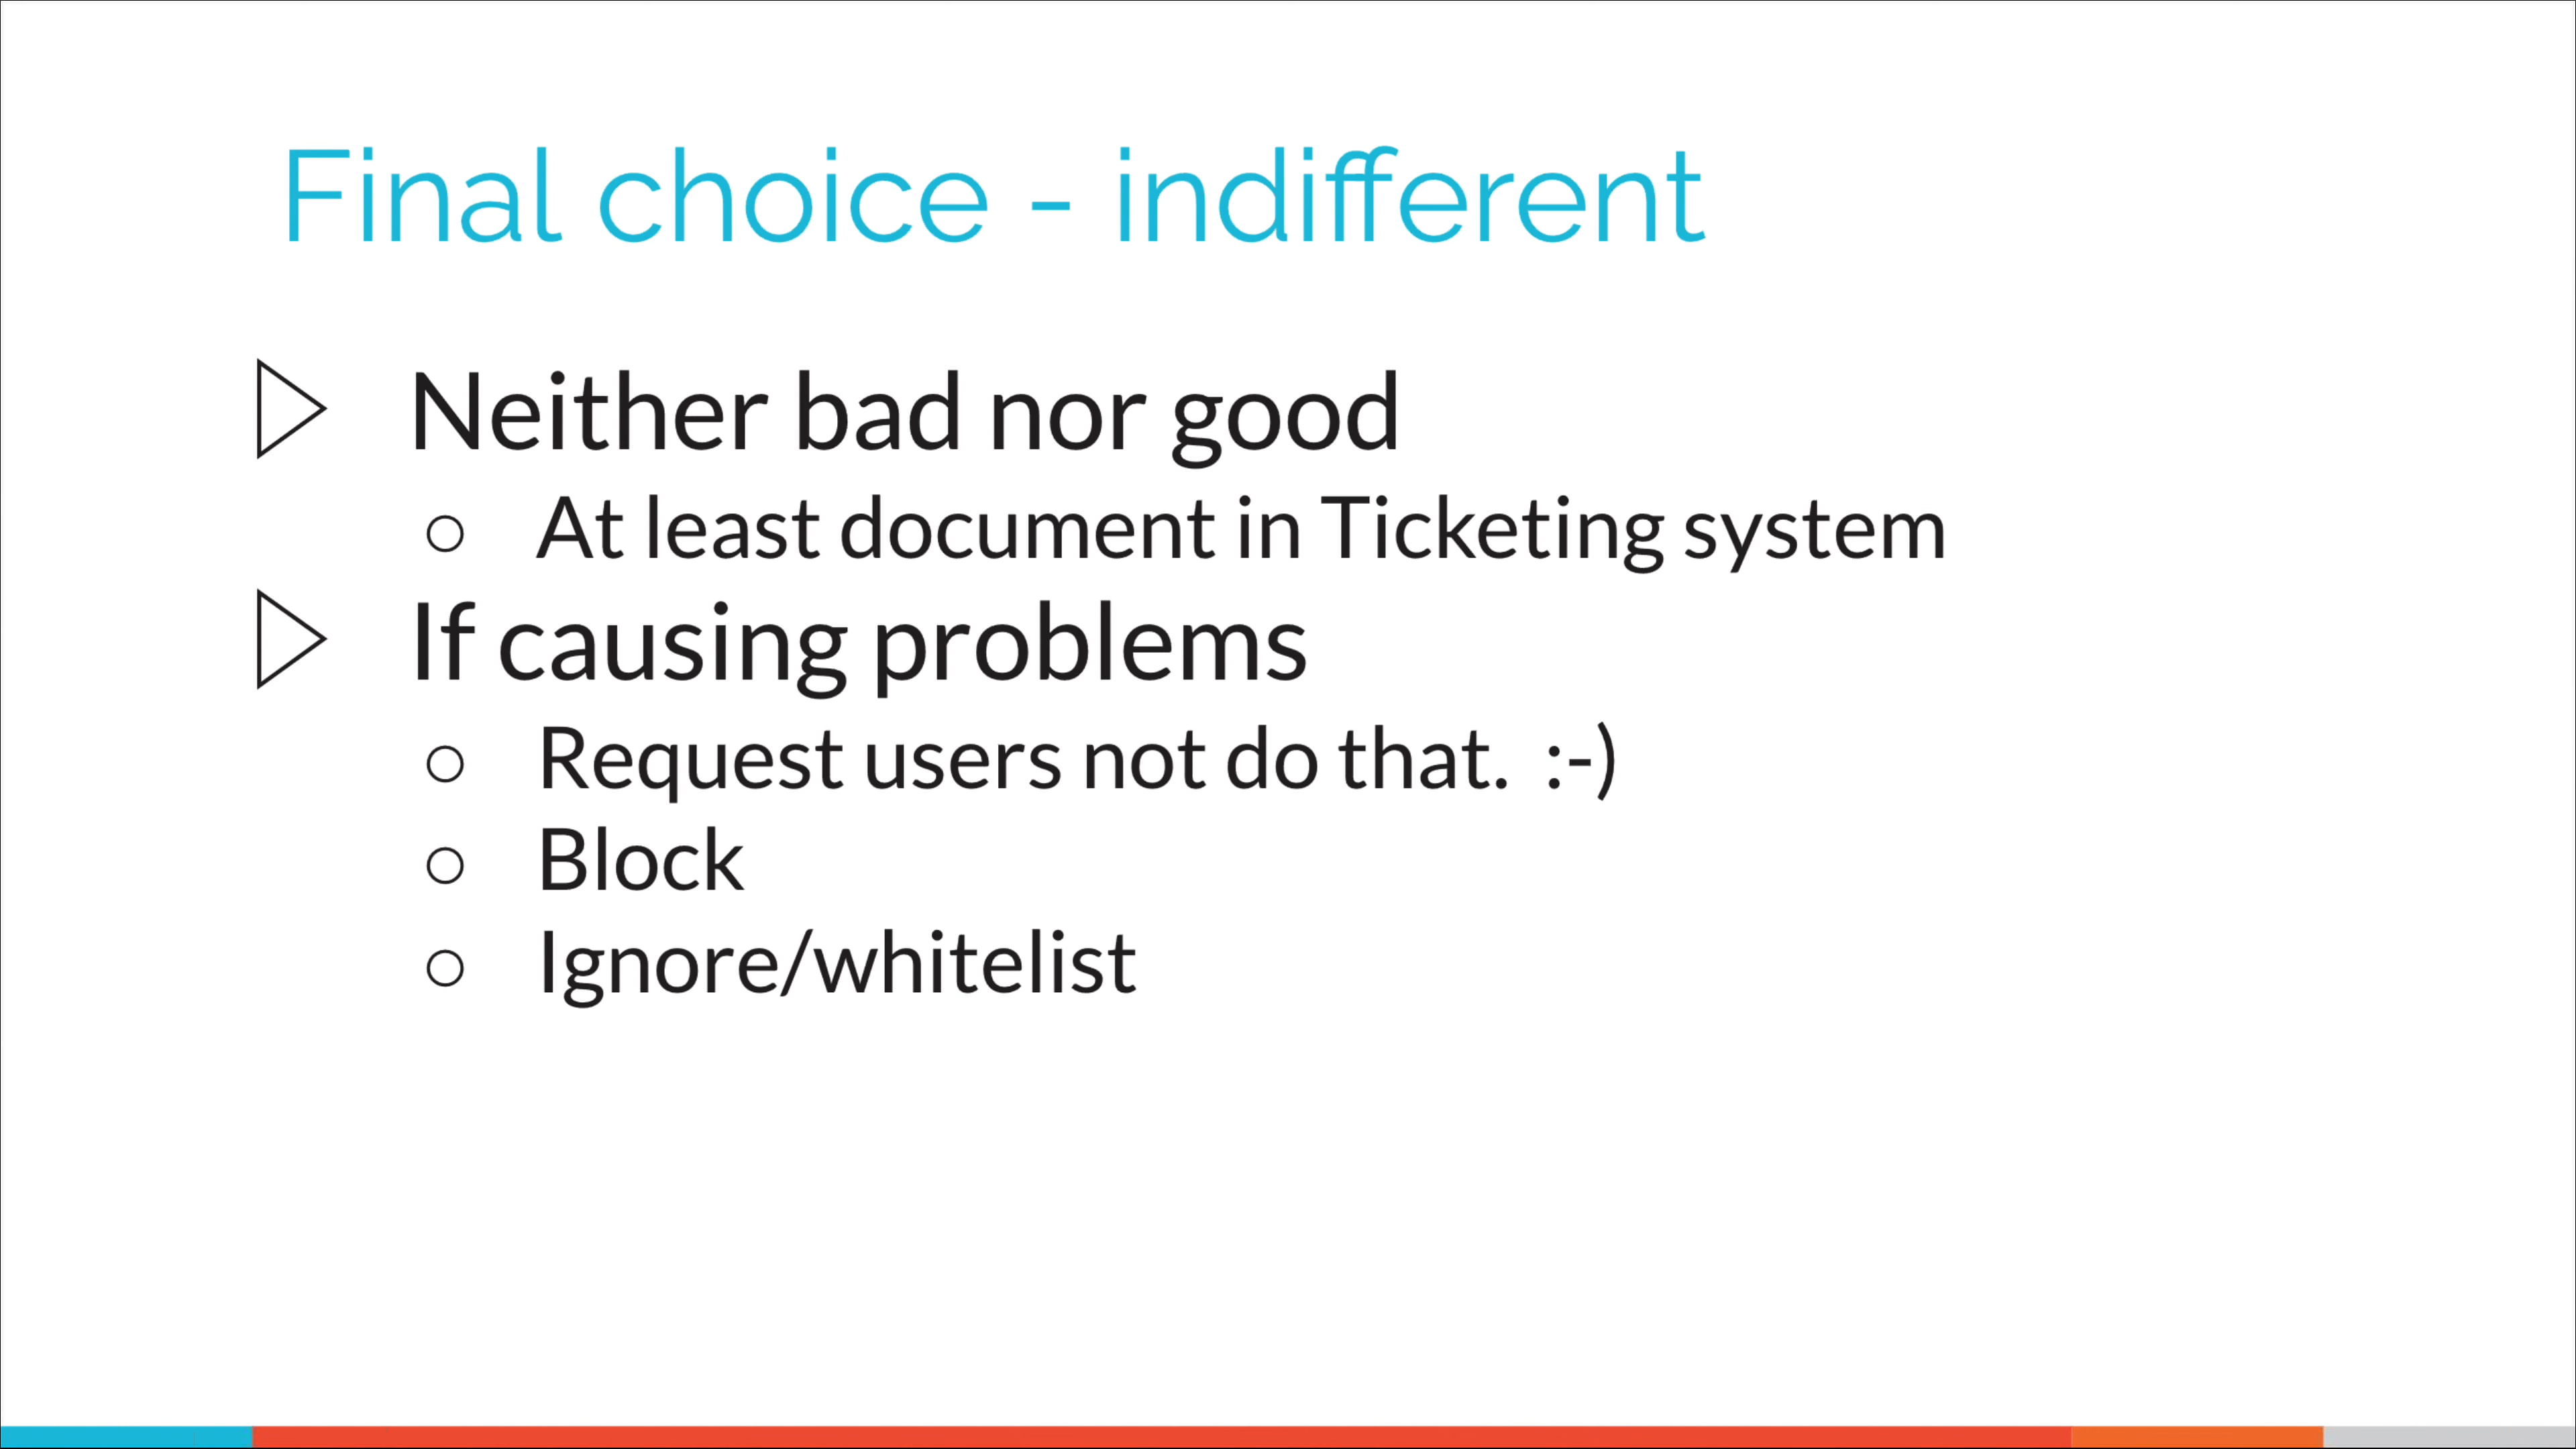 Final choice - indifferent
Neither bad nor good
At least document in Ticketing system
If causing problems
Request users not do that.  :-)
Block
Ignore/whitelist